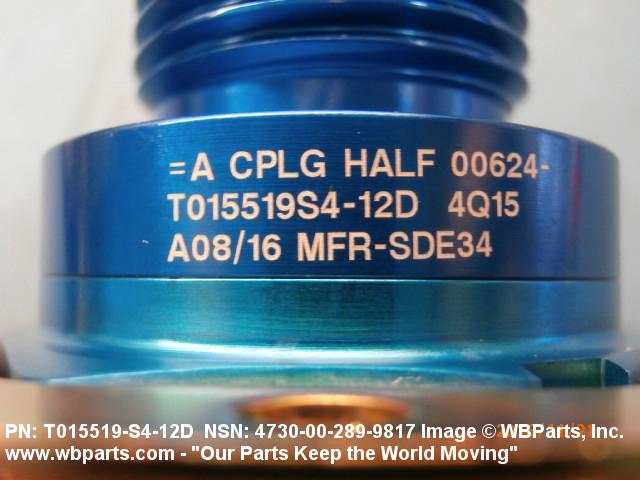 =A CPLG HALF 00624-
T015519S4-12D 4Q15
A08/16 MFR-SDE34
PN: T015519-S4-12D NSN: 4730-00-289-9817 Image © WBParts, Inc.
www.wbparts.com - "Our Parts Keep the World Moving"